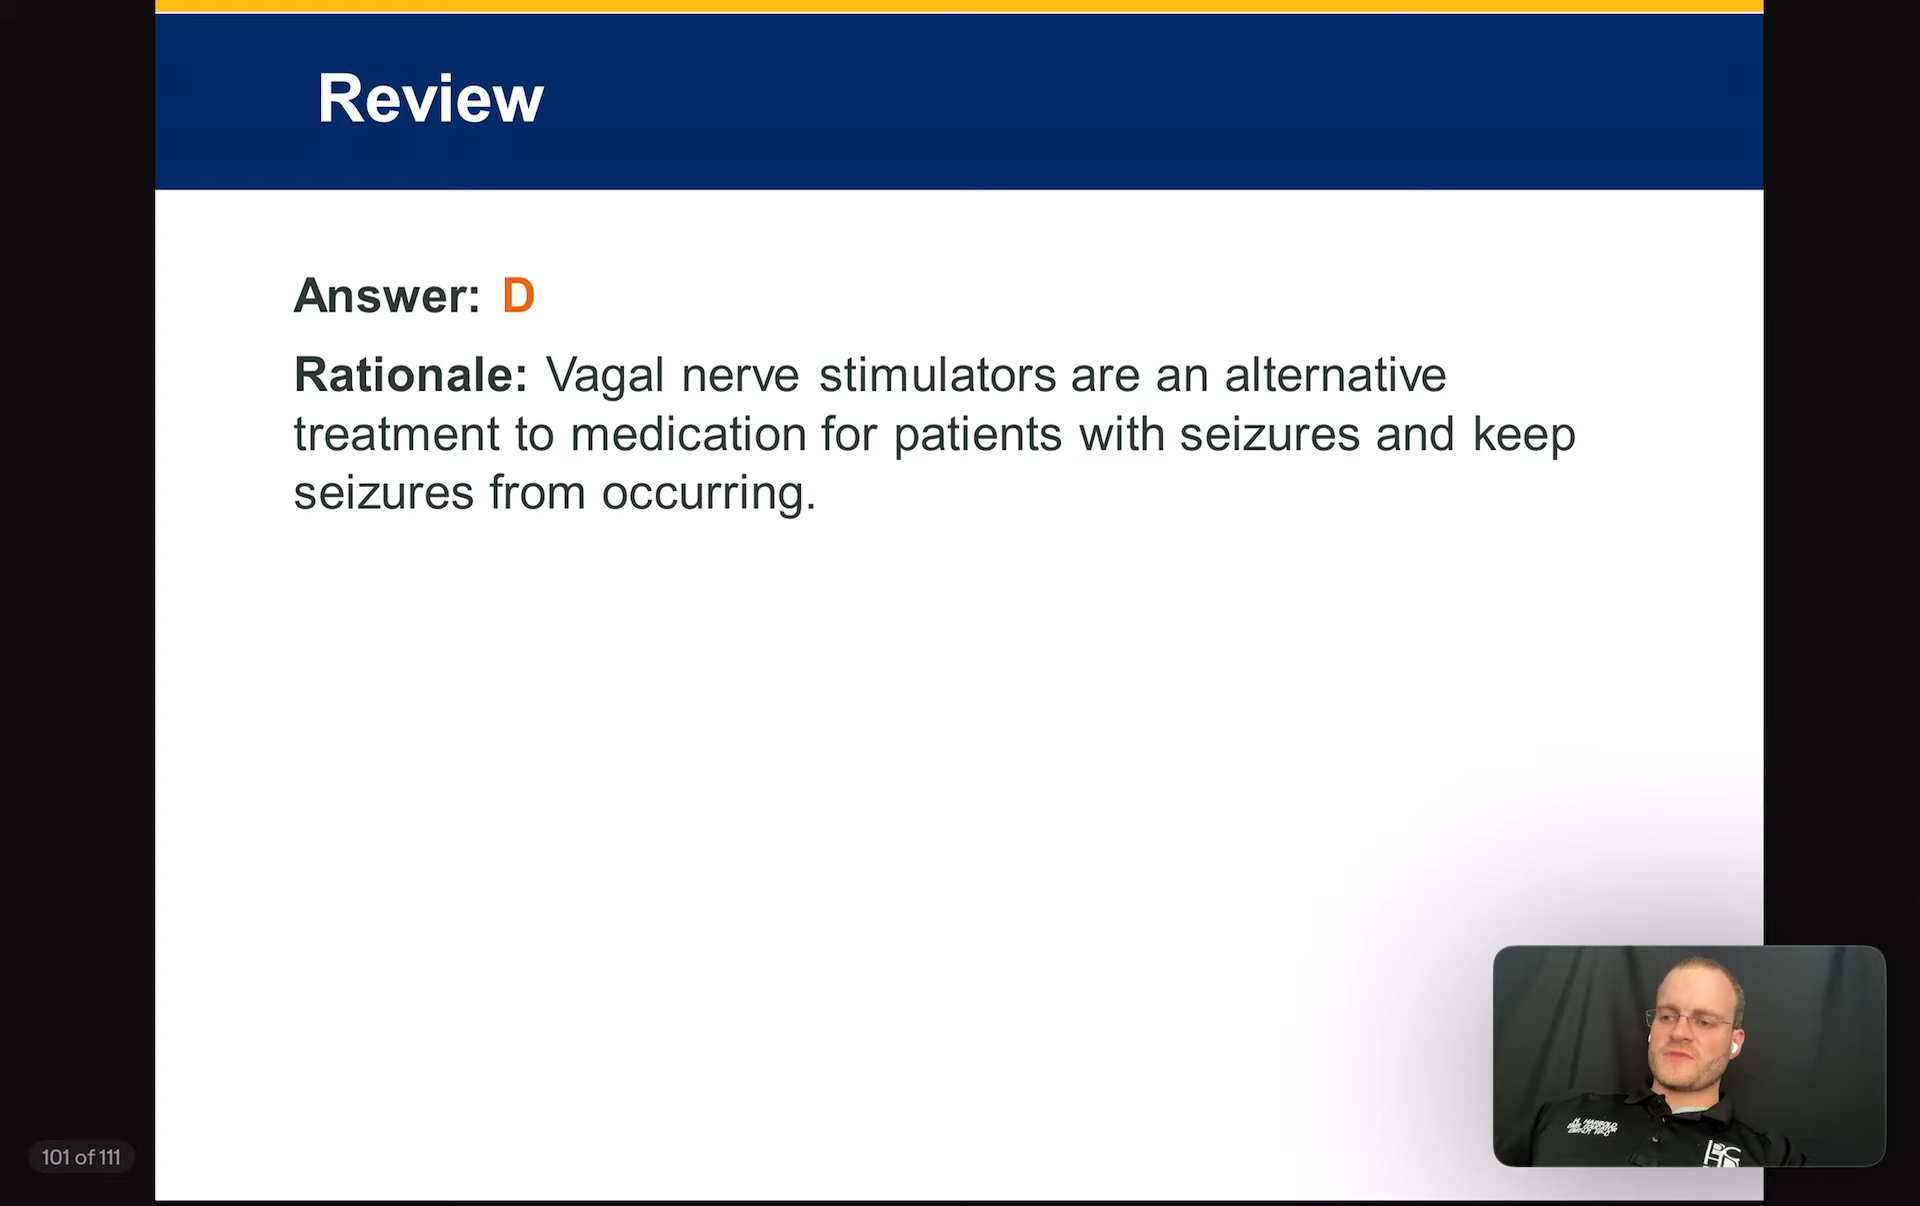 Review
Answer: D
Rationale: Vagal nerve stimulators are an alternative
treatment to medication for patients with seizures and keep
seizures from occurring.
101 of 111